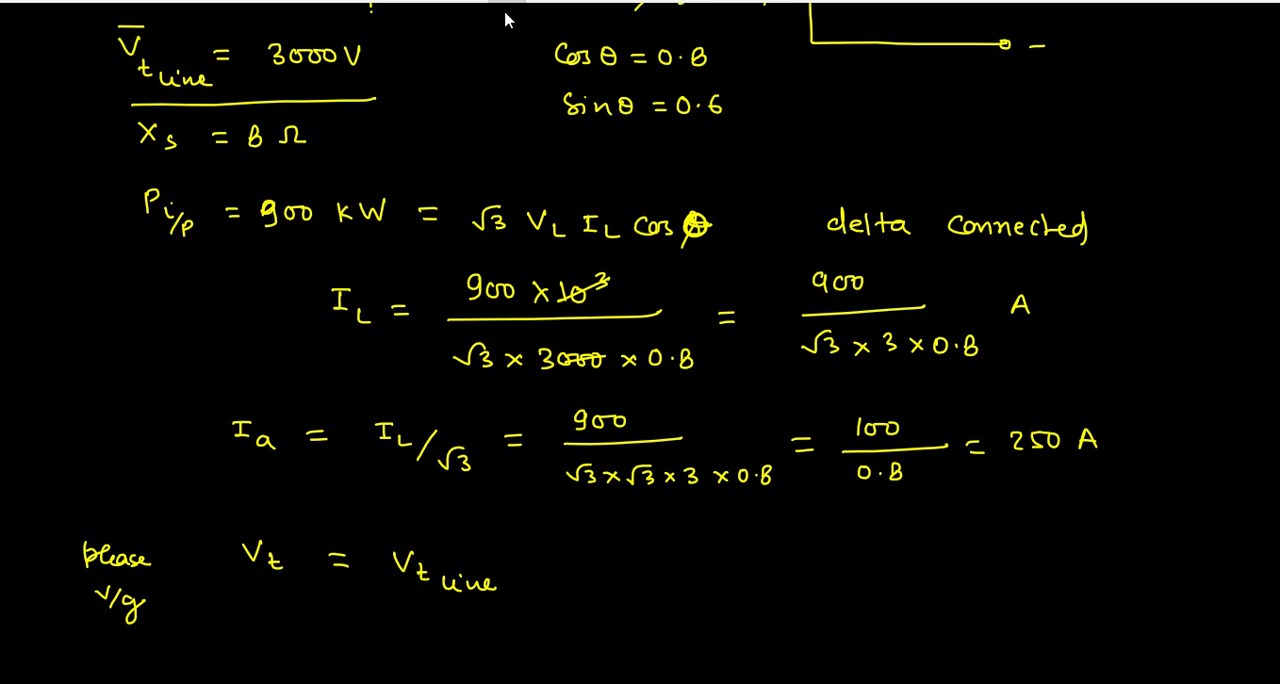 V̅t line = 3000 V
cos θ = 0.8
sin θ = 0.6
Xs = 8 Ω
Pi/p = 900 kW = √3 VL IL cos θ
delta connected
IL = 900 × 10³ / √3 × 3000 × 0.8 = 900 / √3 × 3 × 0.8 A
Ia = IL/√3 = 900 / √3 × √3 × 3 × 0.8 = 100 / 0.8 = 250 A
please Vt = Vt line
v/g